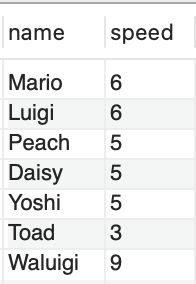 name speed
Mario 6
Luigi 6
Peach 5
Daisy 5
Yoshi 5
Toad 3
Waluigi 9